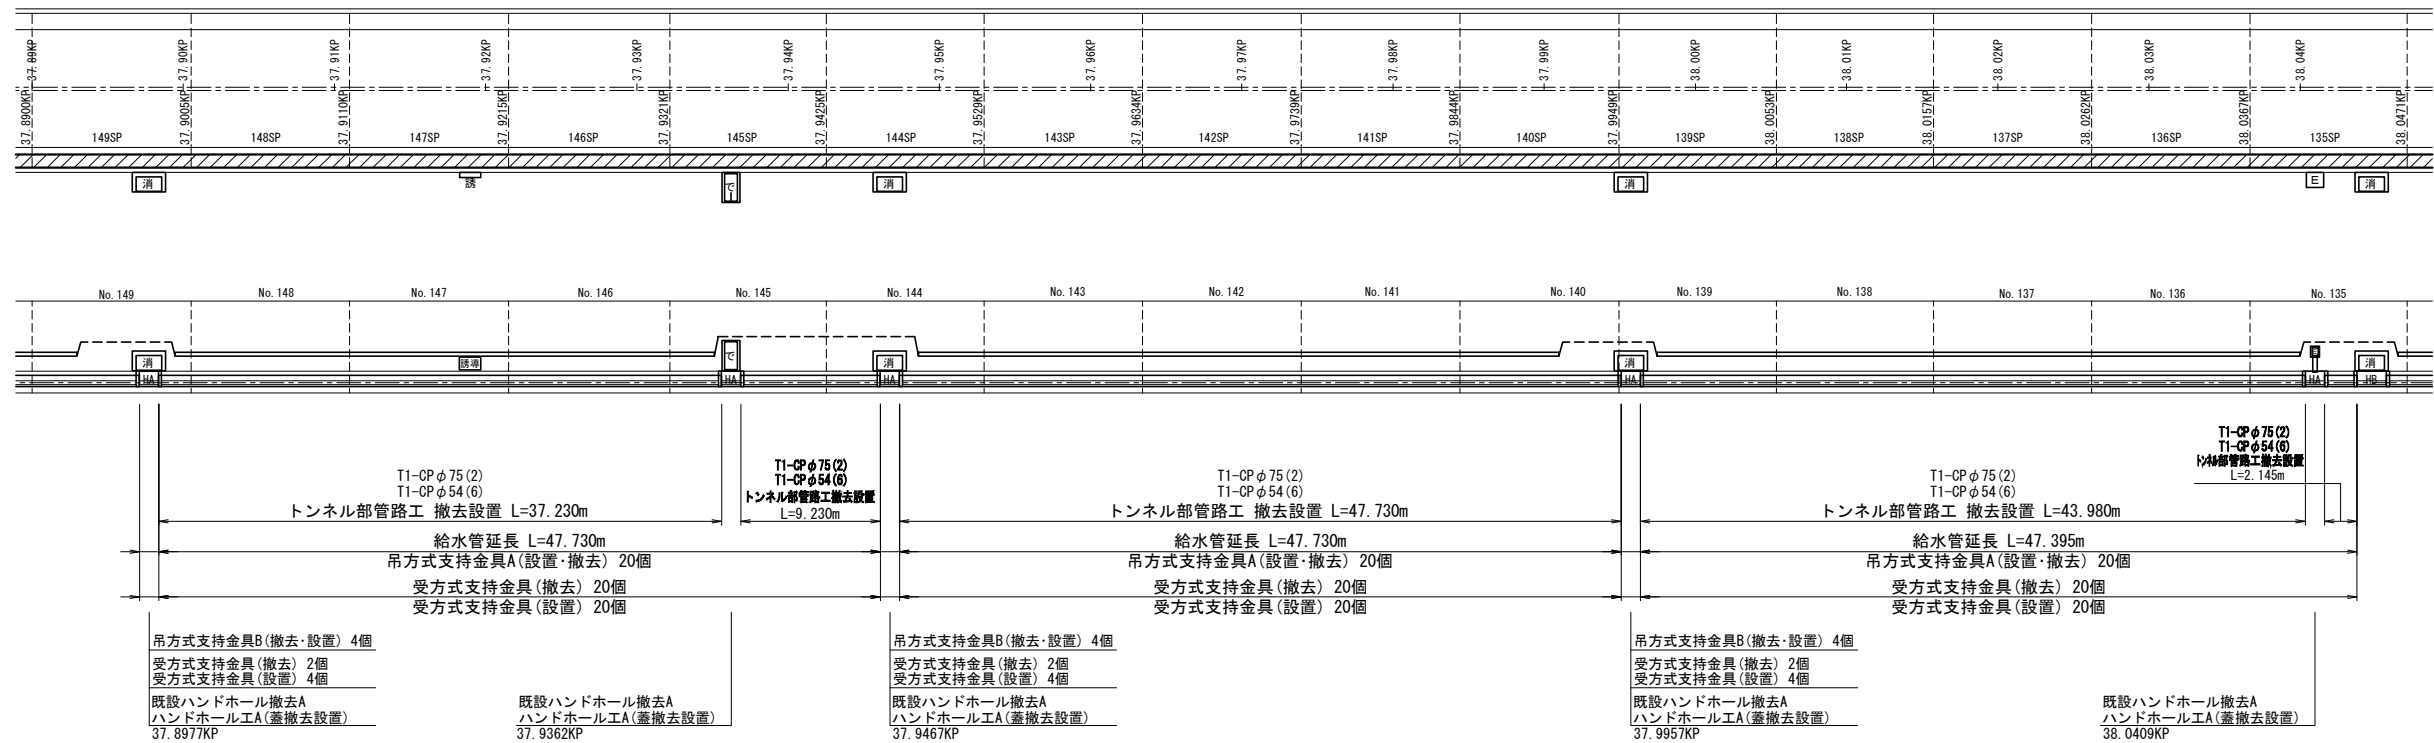 37.89KP
37.90KP
37.91KP
37.92KP
37.93KP
37.94KP
37.95KP
37.96KP
37.97KP
37.98KP
37.99KP
38.00KP
38.01KP
38.02KP
38.03KP
38.04KP
37.8900KP
37.9005KP
37.9110KP
37.9215KP
37.9321KP
37.9425KP
37.9529KP
37.9634KP
37.9739KP
37.9844KP
37.9949KP
38.0053KP
38.0157KP
38.0262KP
38.0367KP
38.0471KP
149SP
148SP
147SP
146SP
145SP
144SP
143SP
142SP
141SP
140SP
139SP
138SP
137SP
136SP
135SP
消
誘
で
消
消
E
消
No.149
No.148
No.147
No.146
No.145
No.144
No.143
No.142
No.141
No.140
No.139
No.138
No.137
No.136
No.135
消
誘導
で
消
消
消
HA
HA
HA
HA
HA
HB
T1-CPφ75(2)
T1-CPφ54(6)
トンネル部管路工 撤去設置 L=37.230m
T1-CPφ75(2)
T1-CPφ54(6)
トンネル部管路工撤去設置
L=9.230m
T1-CPφ75(2)
T1-CPφ54(6)
トンネル部管路工 撤去設置 L=47.730m
T1-CPφ75(2)
T1-CPφ54(6)
トンネル部管路工 撤去設置 L=43.980m
T1-CPφ75(2)
T1-CPφ54(6)
トンネル部管路工撤去設置
L=2.145m
給水管延長 L=47.730m
吊方式支持金具A(設置・撤去) 20個
受方式支持金具(撤去) 20個
受方式支持金具(設置) 20個
給水管延長 L=47.730m
吊方式支持金具A(設置・撤去) 20個
受方式支持金具(撤去) 20個
受方式支持金具(設置) 20個
給水管延長 L=47.395m
吊方式支持金具A(設置・撤去) 20個
受方式支持金具(撤去) 20個
受方式支持金具(設置) 20個
吊方式支持金具B(撤去・設置) 4個
受方式支持金具(撤去) 2個
受方式支持金具(設置) 4個
既設ハンドホール撤去A
ハンドホール工A(蓋撤去設置)
37.8977KP
既設ハンドホール撤去A
ハンドホール工A(蓋撤去設置)
37.9362KP
吊方式支持金具B(撤去・設置) 4個
受方式支持金具(撤去) 2個
受方式支持金具(設置) 4個
既設ハンドホール撤去A
ハンドホール工A(蓋撤去設置)
37.9467KP
吊方式支持金具B(撤去・設置) 4個
受方式支持金具(撤去) 2個
受方式支持金具(設置) 4個
既設ハンドホール撤去A
ハンドホール工A(蓋撤去設置)
37.9957KP
既設ハンドホール撤去A
ハンドホール工A(蓋撤去設置)
38.0409KP